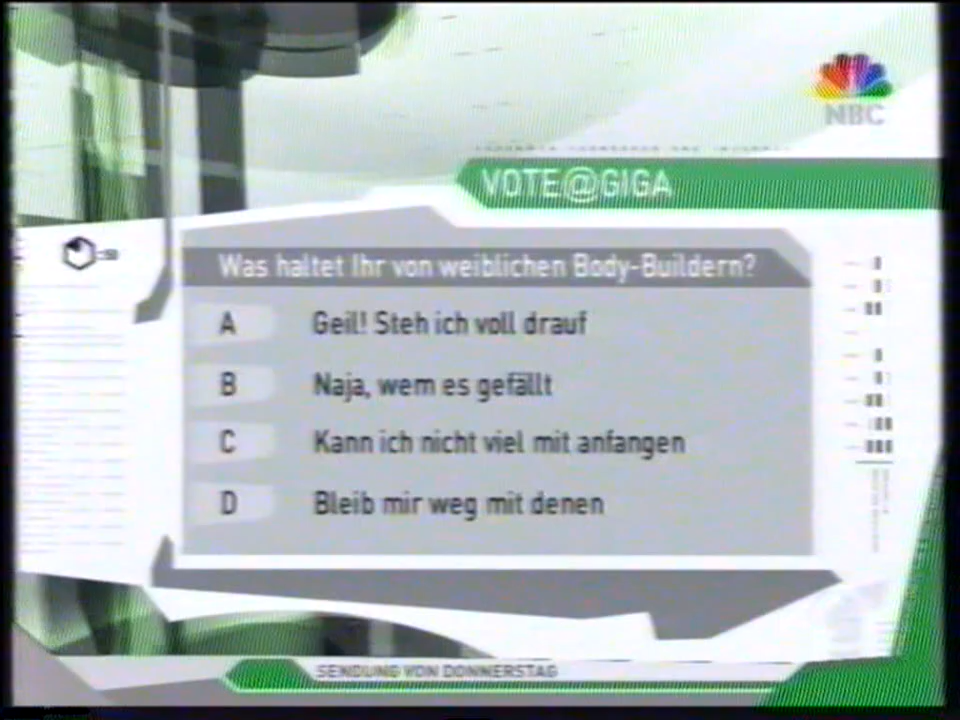 NBC
VOTE@GIGA
Was haltet Ihr von weiblichen Body-Buildern?
A Geil! Steh ich voll drauf
B Naja, wem es gefällt
C Kann ich nicht viel mit anfangen
D Bleib mir weg mit denen
SENDUNG VON DONNERSTAG